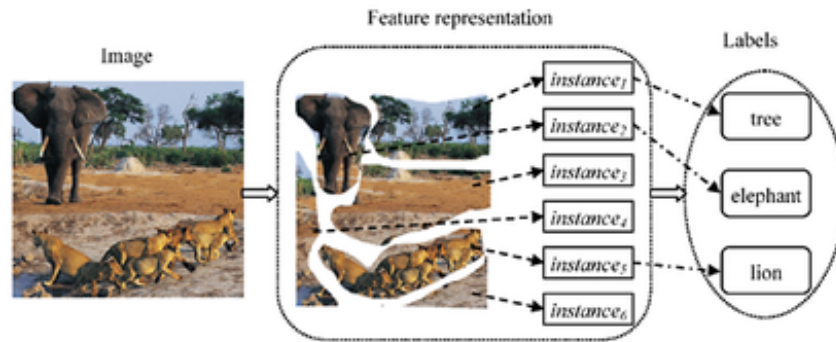 Feature representation
Image
Labels
instance₁
instance₂
instance₃
instance₄
instance₅
instance₆
tree
elephant
lion